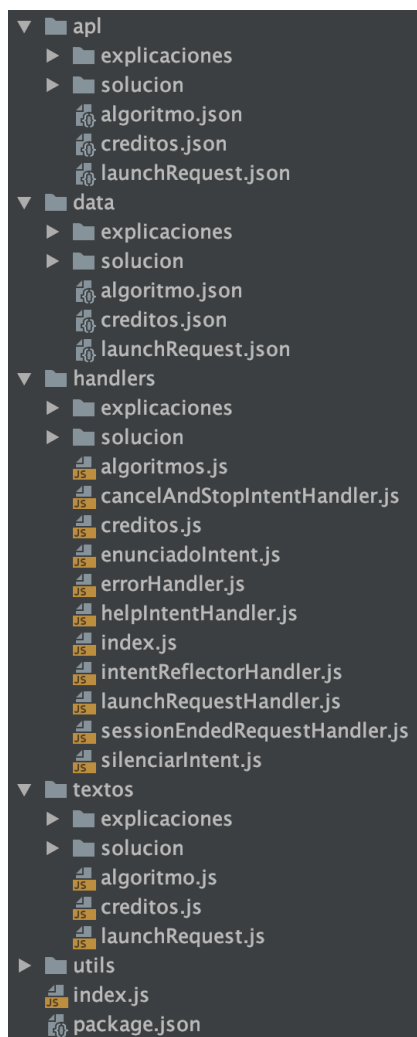 apl
explicaciones
solucion
algoritmo.json
creditos.json
launchRequest.json
data
explicaciones
solucion
algoritmo.json
creditos.json
launchRequest.json
handlers
explicaciones
solucion
algoritmos.js
cancelAndStopIntentHandler.js
creditos.js
enunciadoIntent.js
errorHandler.js
helpIntentHandler.js
index.js
intentReflectorHandler.js
launchRequestHandler.js
sessionEndedRequestHandler.js
silenciarIntent.js
textos
explicaciones
solucion
algoritmo.js
creditos.js
launchRequest.js
utils
index.js
package.json